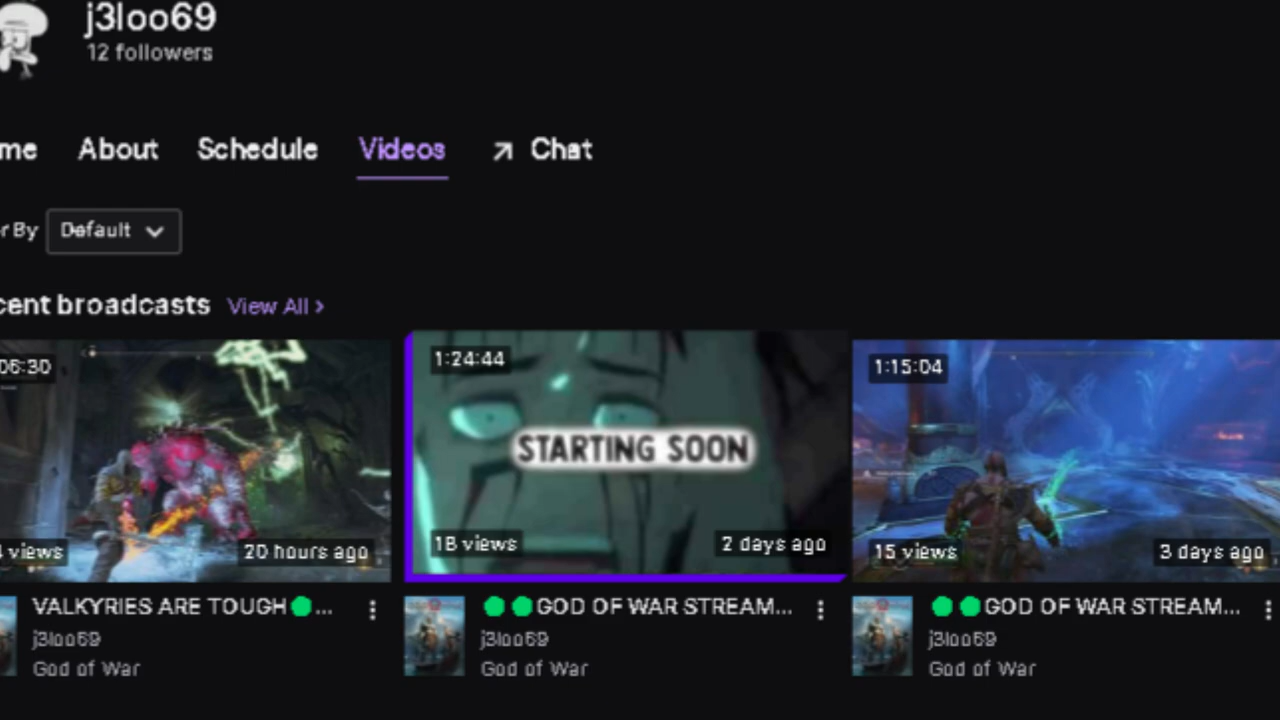 j3loo69
12 followers
me About Schedule Videos Chat
r By Default
cent broadcasts View All
06:30
1:24:44
1:15:04
STARTING SOON
views 20 hours ago
18 views 2 days ago
15 views 3 days ago
VALKYRIES ARE TOUGH🟢...
🟢🟢GOD OF WAR STREAM...
🟢🟢GOD OF WAR STREAM...
j3loo69
j3loo69
j3loo69
God of War
God of War
God of War